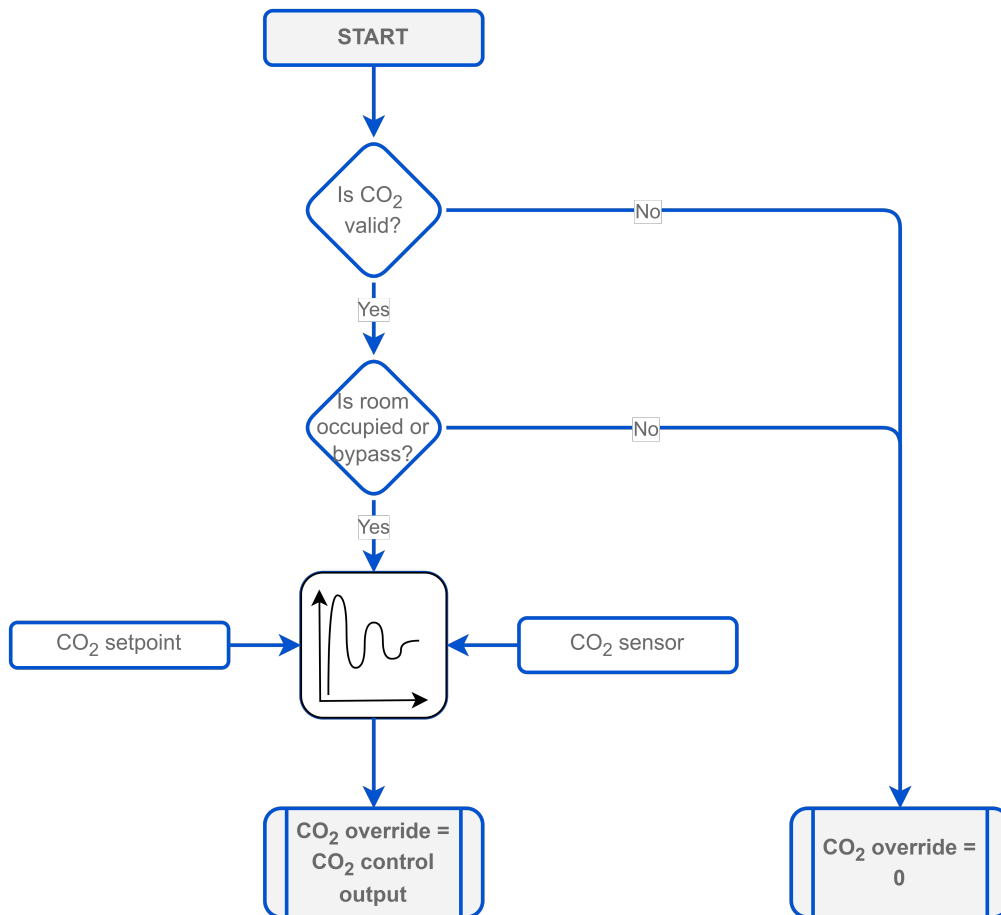 START
Is CO₂
valid?
No
Yes
Is room
occupied or
bypass?
No
Yes
CO₂ setpoint
CO₂ sensor
CO₂ override =
CO₂ control
output
CO₂ override =
0